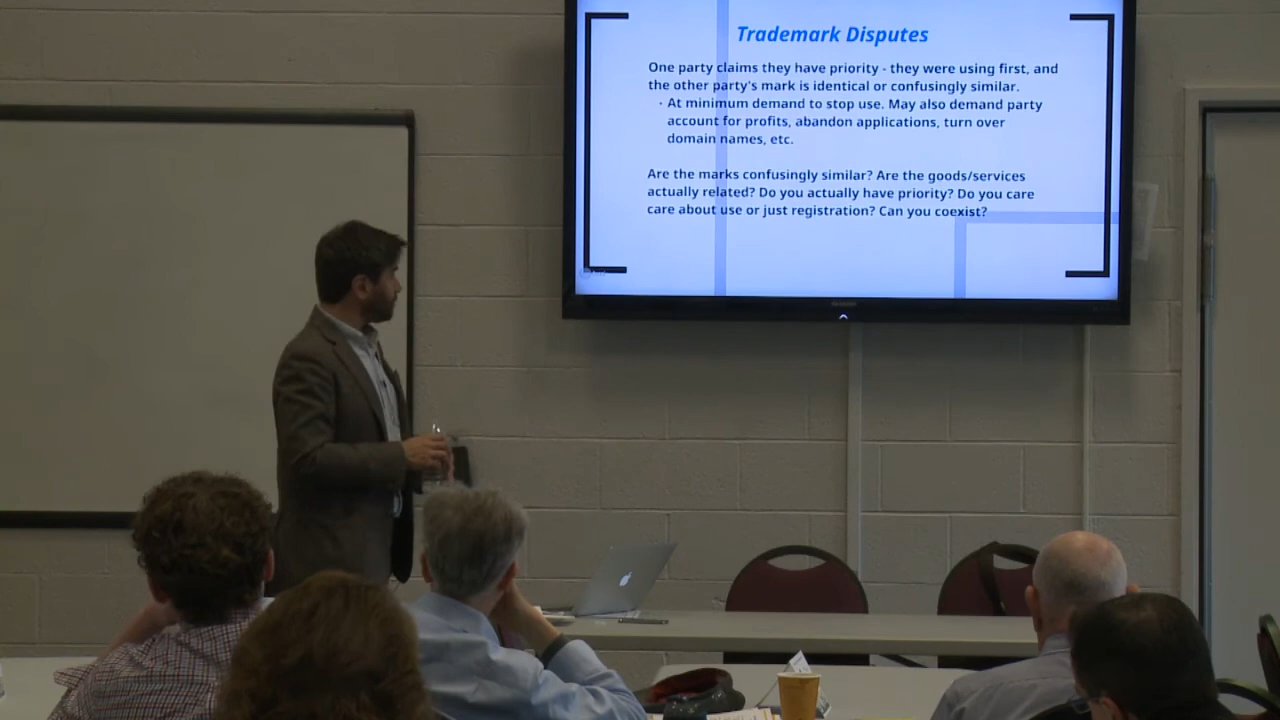 Trademark Disputes
One party claims they have priority - they were using first, and
the other party's mark is identical or confusingly similar.
· At minimum demand to stop use. May also demand party
account for profits, abandon applications, turn over
domain names, etc.
Are the marks confusingly similar? Are the goods/services
actually related? Do you actually have priority? Do you care
care about use or just registration? Can you coexist?